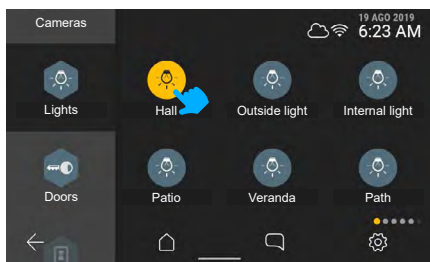 Cameras
19 AGO 2019
6:23 AM
Lights
Hall
Outside light
Internal light
Doors
Patio
Veranda
Path